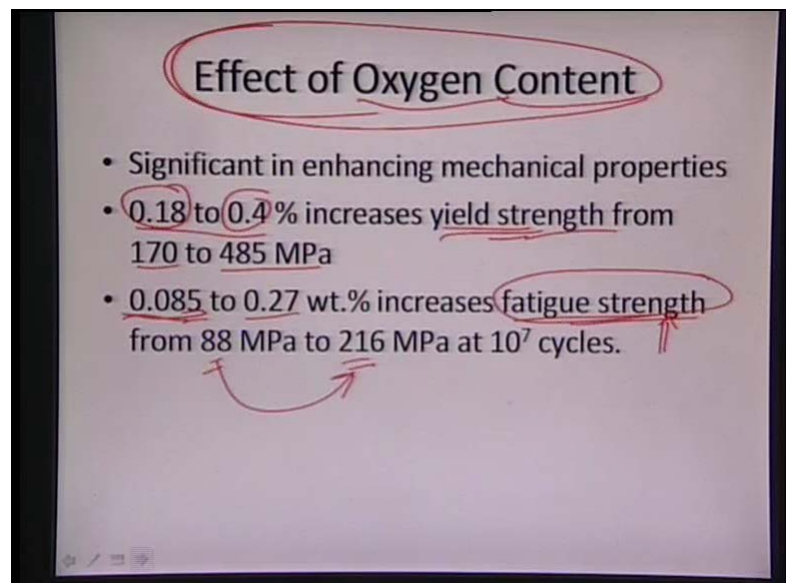 Effect of Oxygen Content
• Significant in enhancing mechanical properties
• 0.18 to 0.4 % increases yield strength from
170 to 485 MPa
• 0.085 to 0.27 wt.% increases fatigue strength
from 88 MPa to 216 MPa at 10⁷ cycles.